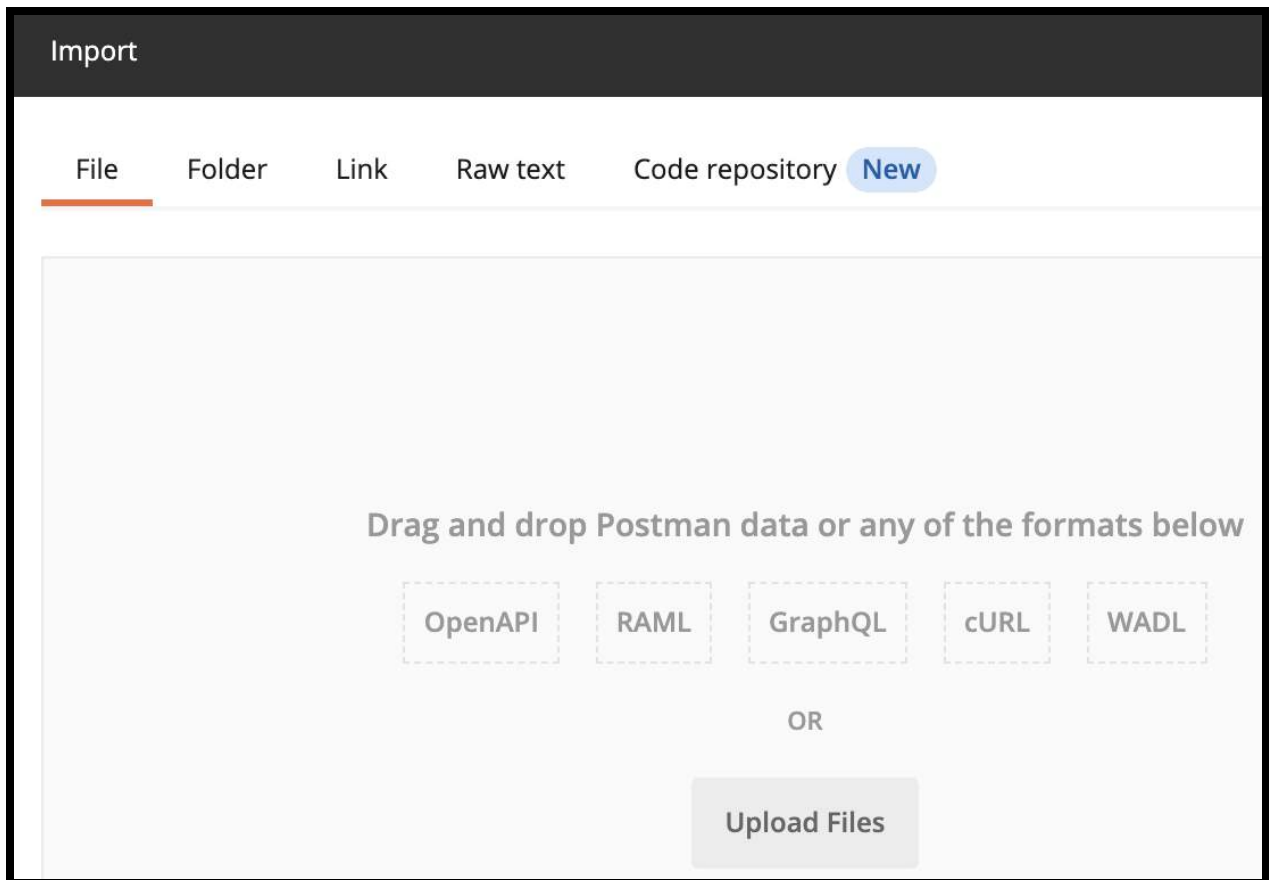 Import
File Folder Link Raw text Code repository New
Drag and drop Postman data or any of the formats below
OpenAPI RAML GraphQL cURL WADL
OR
Upload Files